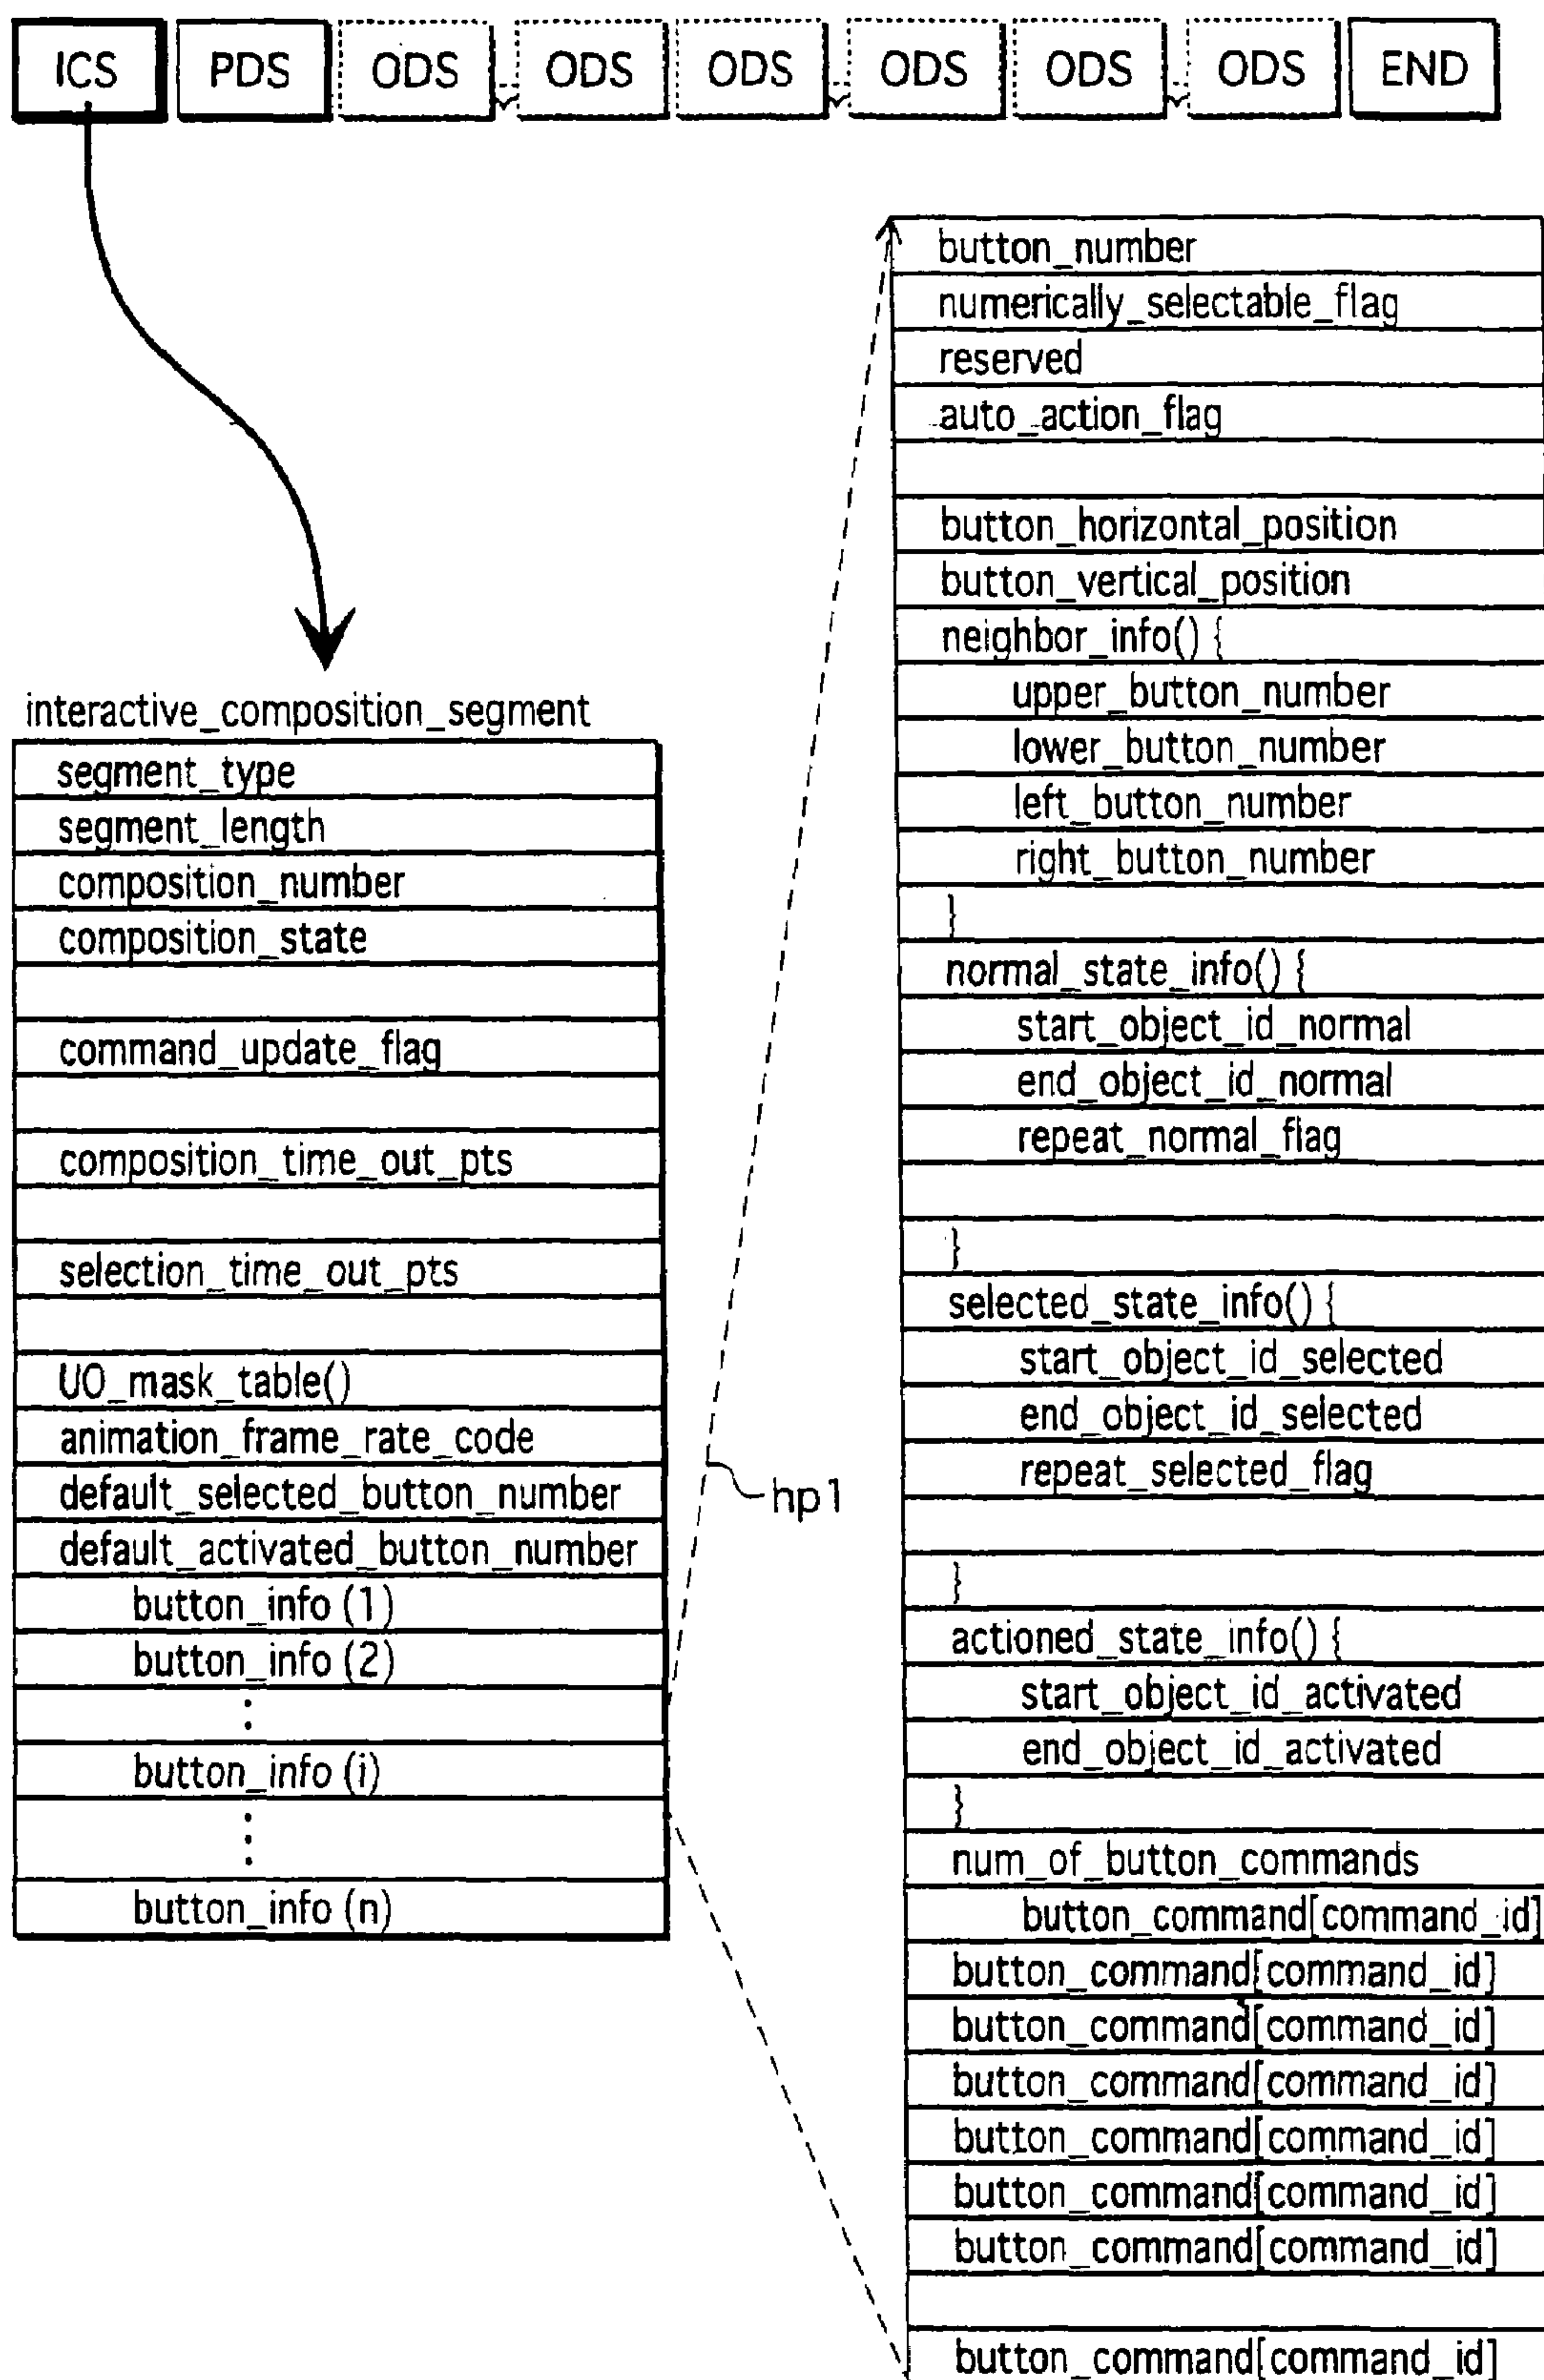 ICS PDS ODS ODS ODS ODS ODS ODS END
interactive_composition_segment
segment_type
segment_length
composition_number
composition_state
command_update_flag
composition_time_out_pts
selection_time_out_pts
UO_mask_table()
animation_frame_rate_code
default_selected_button_number
default_activated_button_number
button_info (1)
button_info (2)
button_info (i)
button_info (n)
hp1
button_number
numerically_selectable_flag
reserved
auto_action_flag
button_horizontal_position
button_vertical_position
neighbor_info() {
upper_button_number
lower_button_number
left_button_number
right_button_number
}
normal_state_info() {
start_object_id_normal
end_object_id_normal
repeat_normal_flag
}
selected_state_info() {
start_object_id_selected
end_object_id_selected
repeat_selected_flag
}
actioned_state_info() {
start_object_id_activated
end_object_id_activated
}
num_of_button_commands
button_command[command_id]
button_command[command_id]
button_command[command_id]
button_command[command_id]
button_command[command_id]
button_command[command_id]
button_command[command_id]
button_command[command_id]